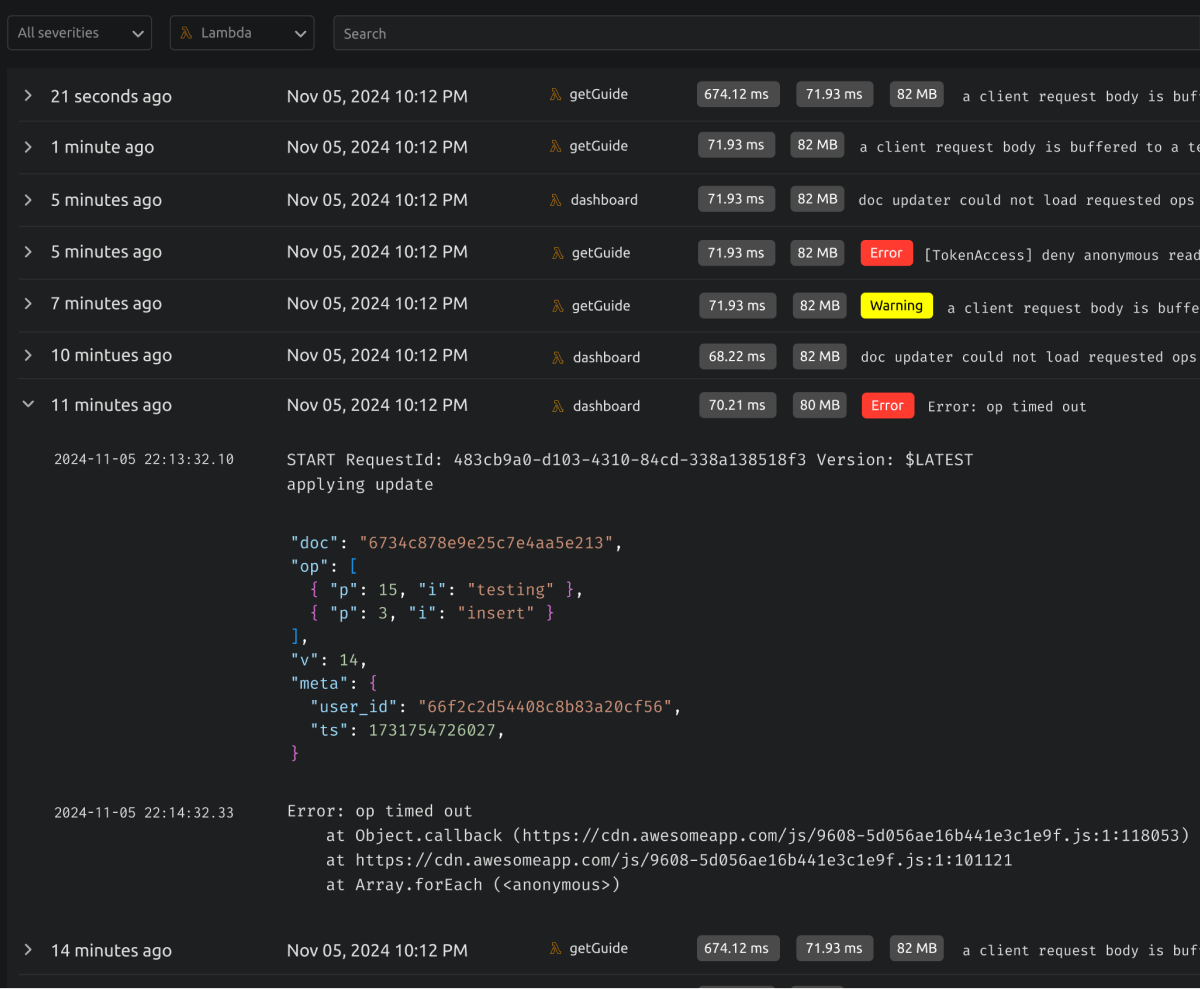 All severities Lambda Search
21 seconds ago Nov 05, 2024 10:12 PM getGuide 674.12 ms 71.93 ms 82 MB a client request body is buf
1 minute ago Nov 05, 2024 10:12 PM getGuide 71.93 ms 82 MB a client request body is buffered to a te
5 minutes ago Nov 05, 2024 10:12 PM dashboard 71.93 ms 82 MB doc updater could not load requested ops
5 minutes ago Nov 05, 2024 10:12 PM getGuide 71.93 ms 82 MB Error [TokenAccess] deny anonymous read
7 minutes ago Nov 05, 2024 10:12 PM getGuide 71.93 ms 82 MB Warning a client request body is buffe
10 mintues ago Nov 05, 2024 10:12 PM dashboard 68.22 ms 82 MB doc updater could not load requested ops
11 minutes ago Nov 05, 2024 10:12 PM dashboard 70.21 ms 80 MB Error Error: op timed out
2024-11-05 22:13:32.10 START RequestId: 483cb9a0-d103-4310-84cd-338a138518f3 Version: $LATEST
applying update
"doc": "6734c878e9e25c7e4aa5e213",
"op": [
{ "p": 15, "i": "testing" },
{ "p": 3, "i": "insert" }
],
"v": 14,
"meta": {
"user_id": "66f2c2d54408c8b83a20cf56",
"ts": 1731754726027,
}
2024-11-05 22:14:32.33 Error: op timed out
at Object.callback (https://cdn.awesomeapp.com/js/9608-5d056ae16b441e3c1e9f.js:1:118053)
at https://cdn.awesomeapp.com/js/9608-5d056ae16b441e3c1e9f.js:1:101121
at Array.forEach (<anonymous>)
14 minutes ago Nov 05, 2024 10:12 PM getGuide 674.12 ms 71.93 ms 82 MB a client request body is buf